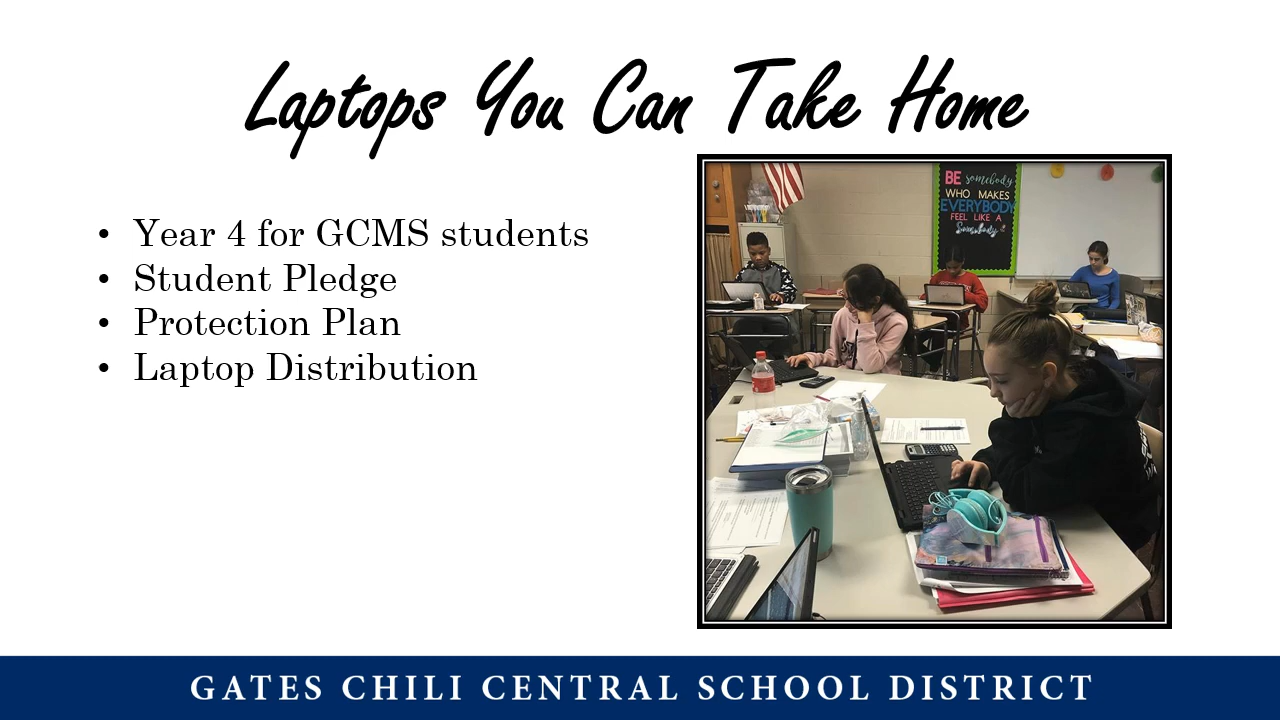 Laptops You Can Take Home
• Year 4 for GCMS students
• Student Pledge
• Protection Plan
• Laptop Distribution
BE somebody
WHO MAKES
EVERYBODY
FEEL LIKE A
Somebody
GATES CHILI CENTRAL SCHOOL DISTRICT